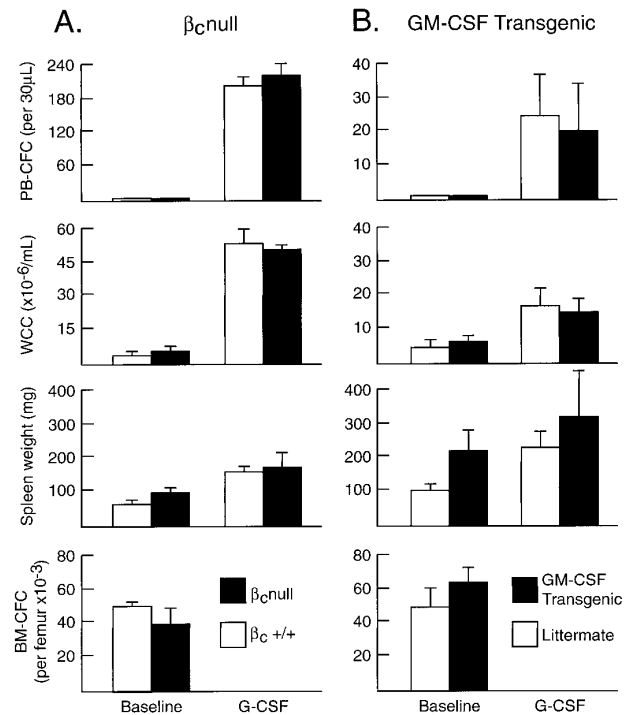 A.
βcnull
B.
GM-CSF Transgenic
PB-CFC (per 30μL)
240
180
120
60
40
30
20
10
WCC (x10-6/mL)
60
45
30
15
40
30
20
10
Spleen weight (mg)
400
300
200
100
400
300
200
100
BM-CFC
(per femur x10-3)
80
60
40
20
βcnull
βc +/+
80
60
40
20
GM-CSF
Transgenic
Littermate
Baseline
G-CSF
Baseline
G-CSF